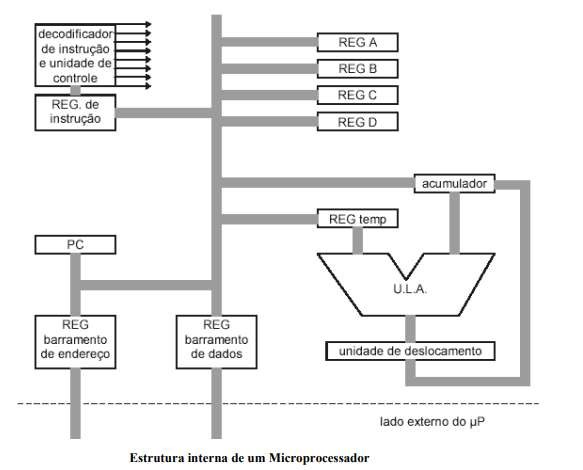 decodificador
de instrução
e unidade de
controle
REG. de
instrução
REG A
REG B
REG C
REG D
acumulador
REG temp
PC
U.L.A.
REG
barramento
de endereço
REG
barramento
de dados
unidade de deslocamento
lado externo do µP
Estrutura interna de um Microprocessador